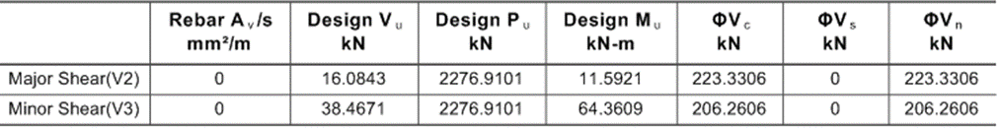 Rebar A v /s Design V u Design P u Design M u ΦV c ΦV s ΦV n
mm²/m kN kN kN-m kN kN kN
Major Shear(V2) 0 16.0843 2276.9101 11.5921 223.3306 0 223.3306
Minor Shear(V3) 0 38.4671 2276.9101 64.3609 206.2606 0 206.2606